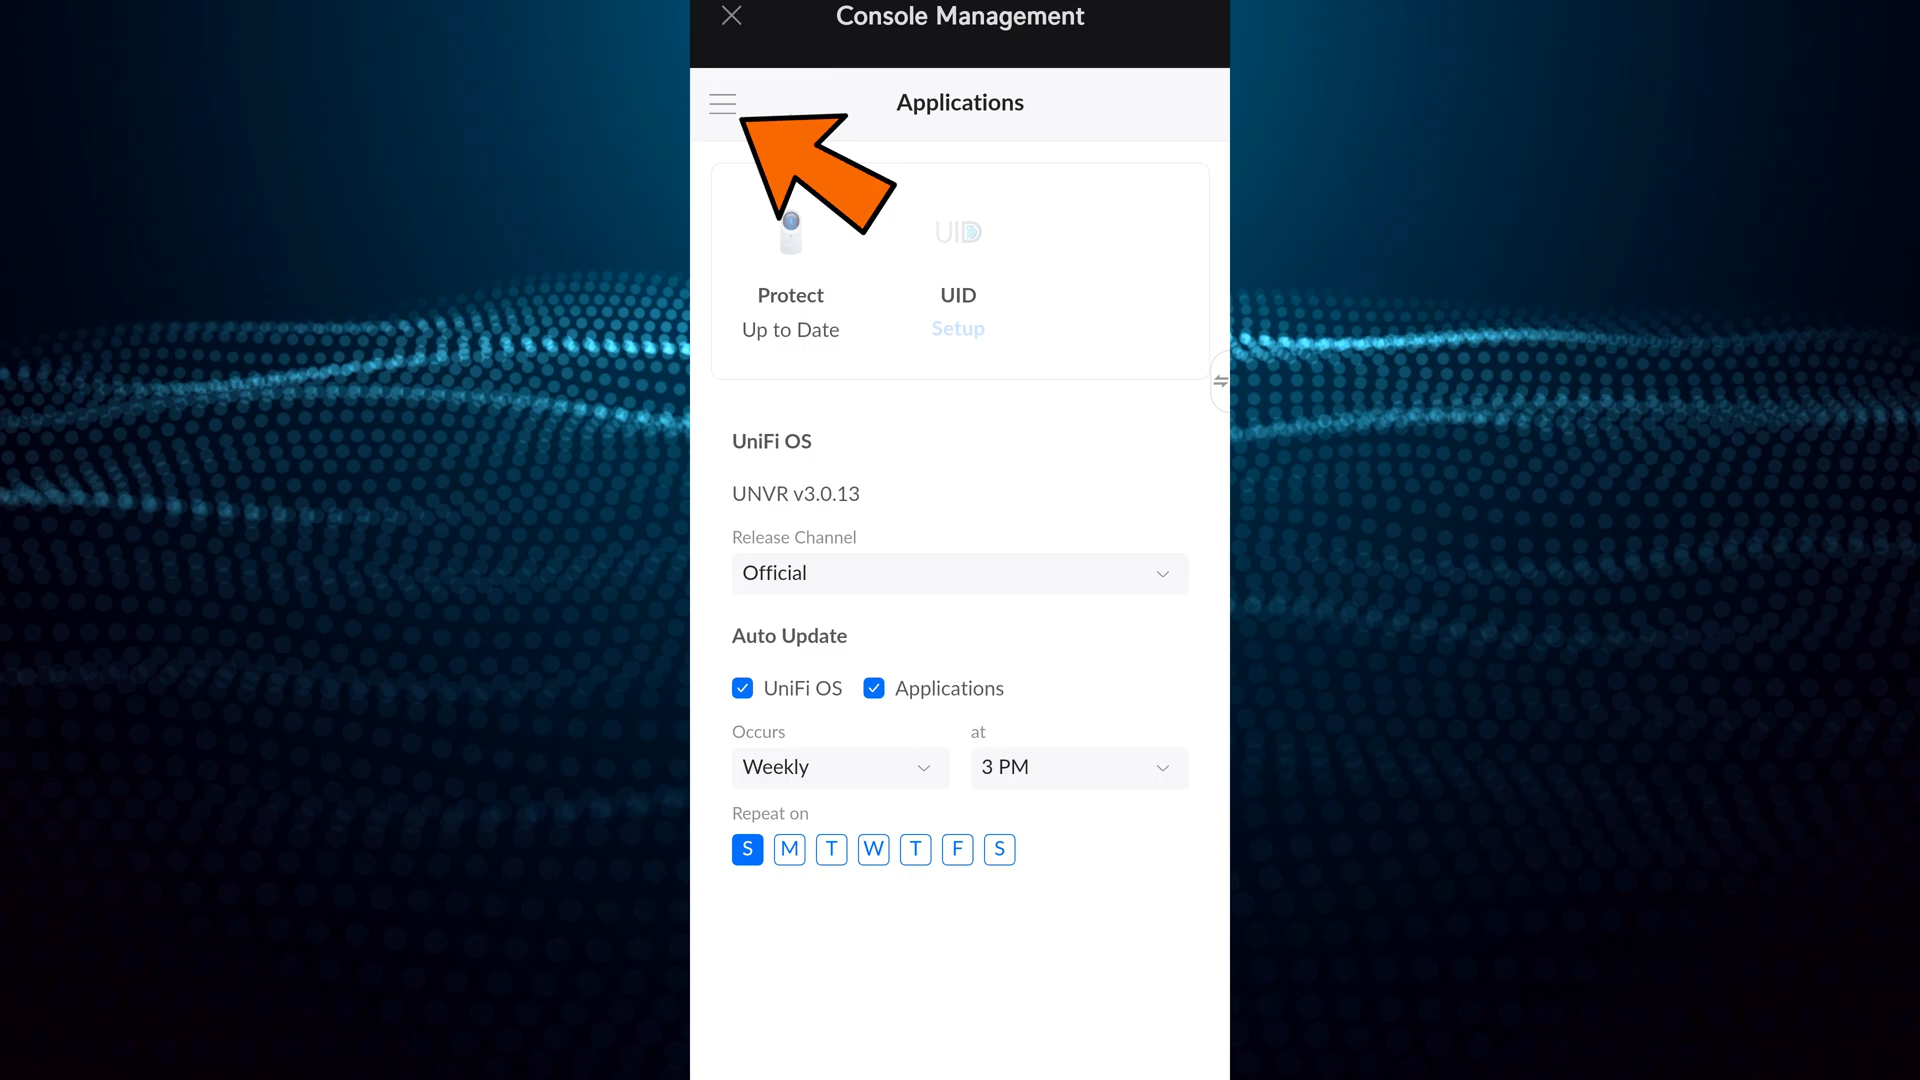 Console Management
Applications
UID
Protect
UID
Up to Date
Setup
UniFi OS
UNVR v3.0.13
Release Channel
Official
Auto Update
UniFi OS
Applications
Occurs
at
Weekly
3 PM
Repeat on
S M T W T F S